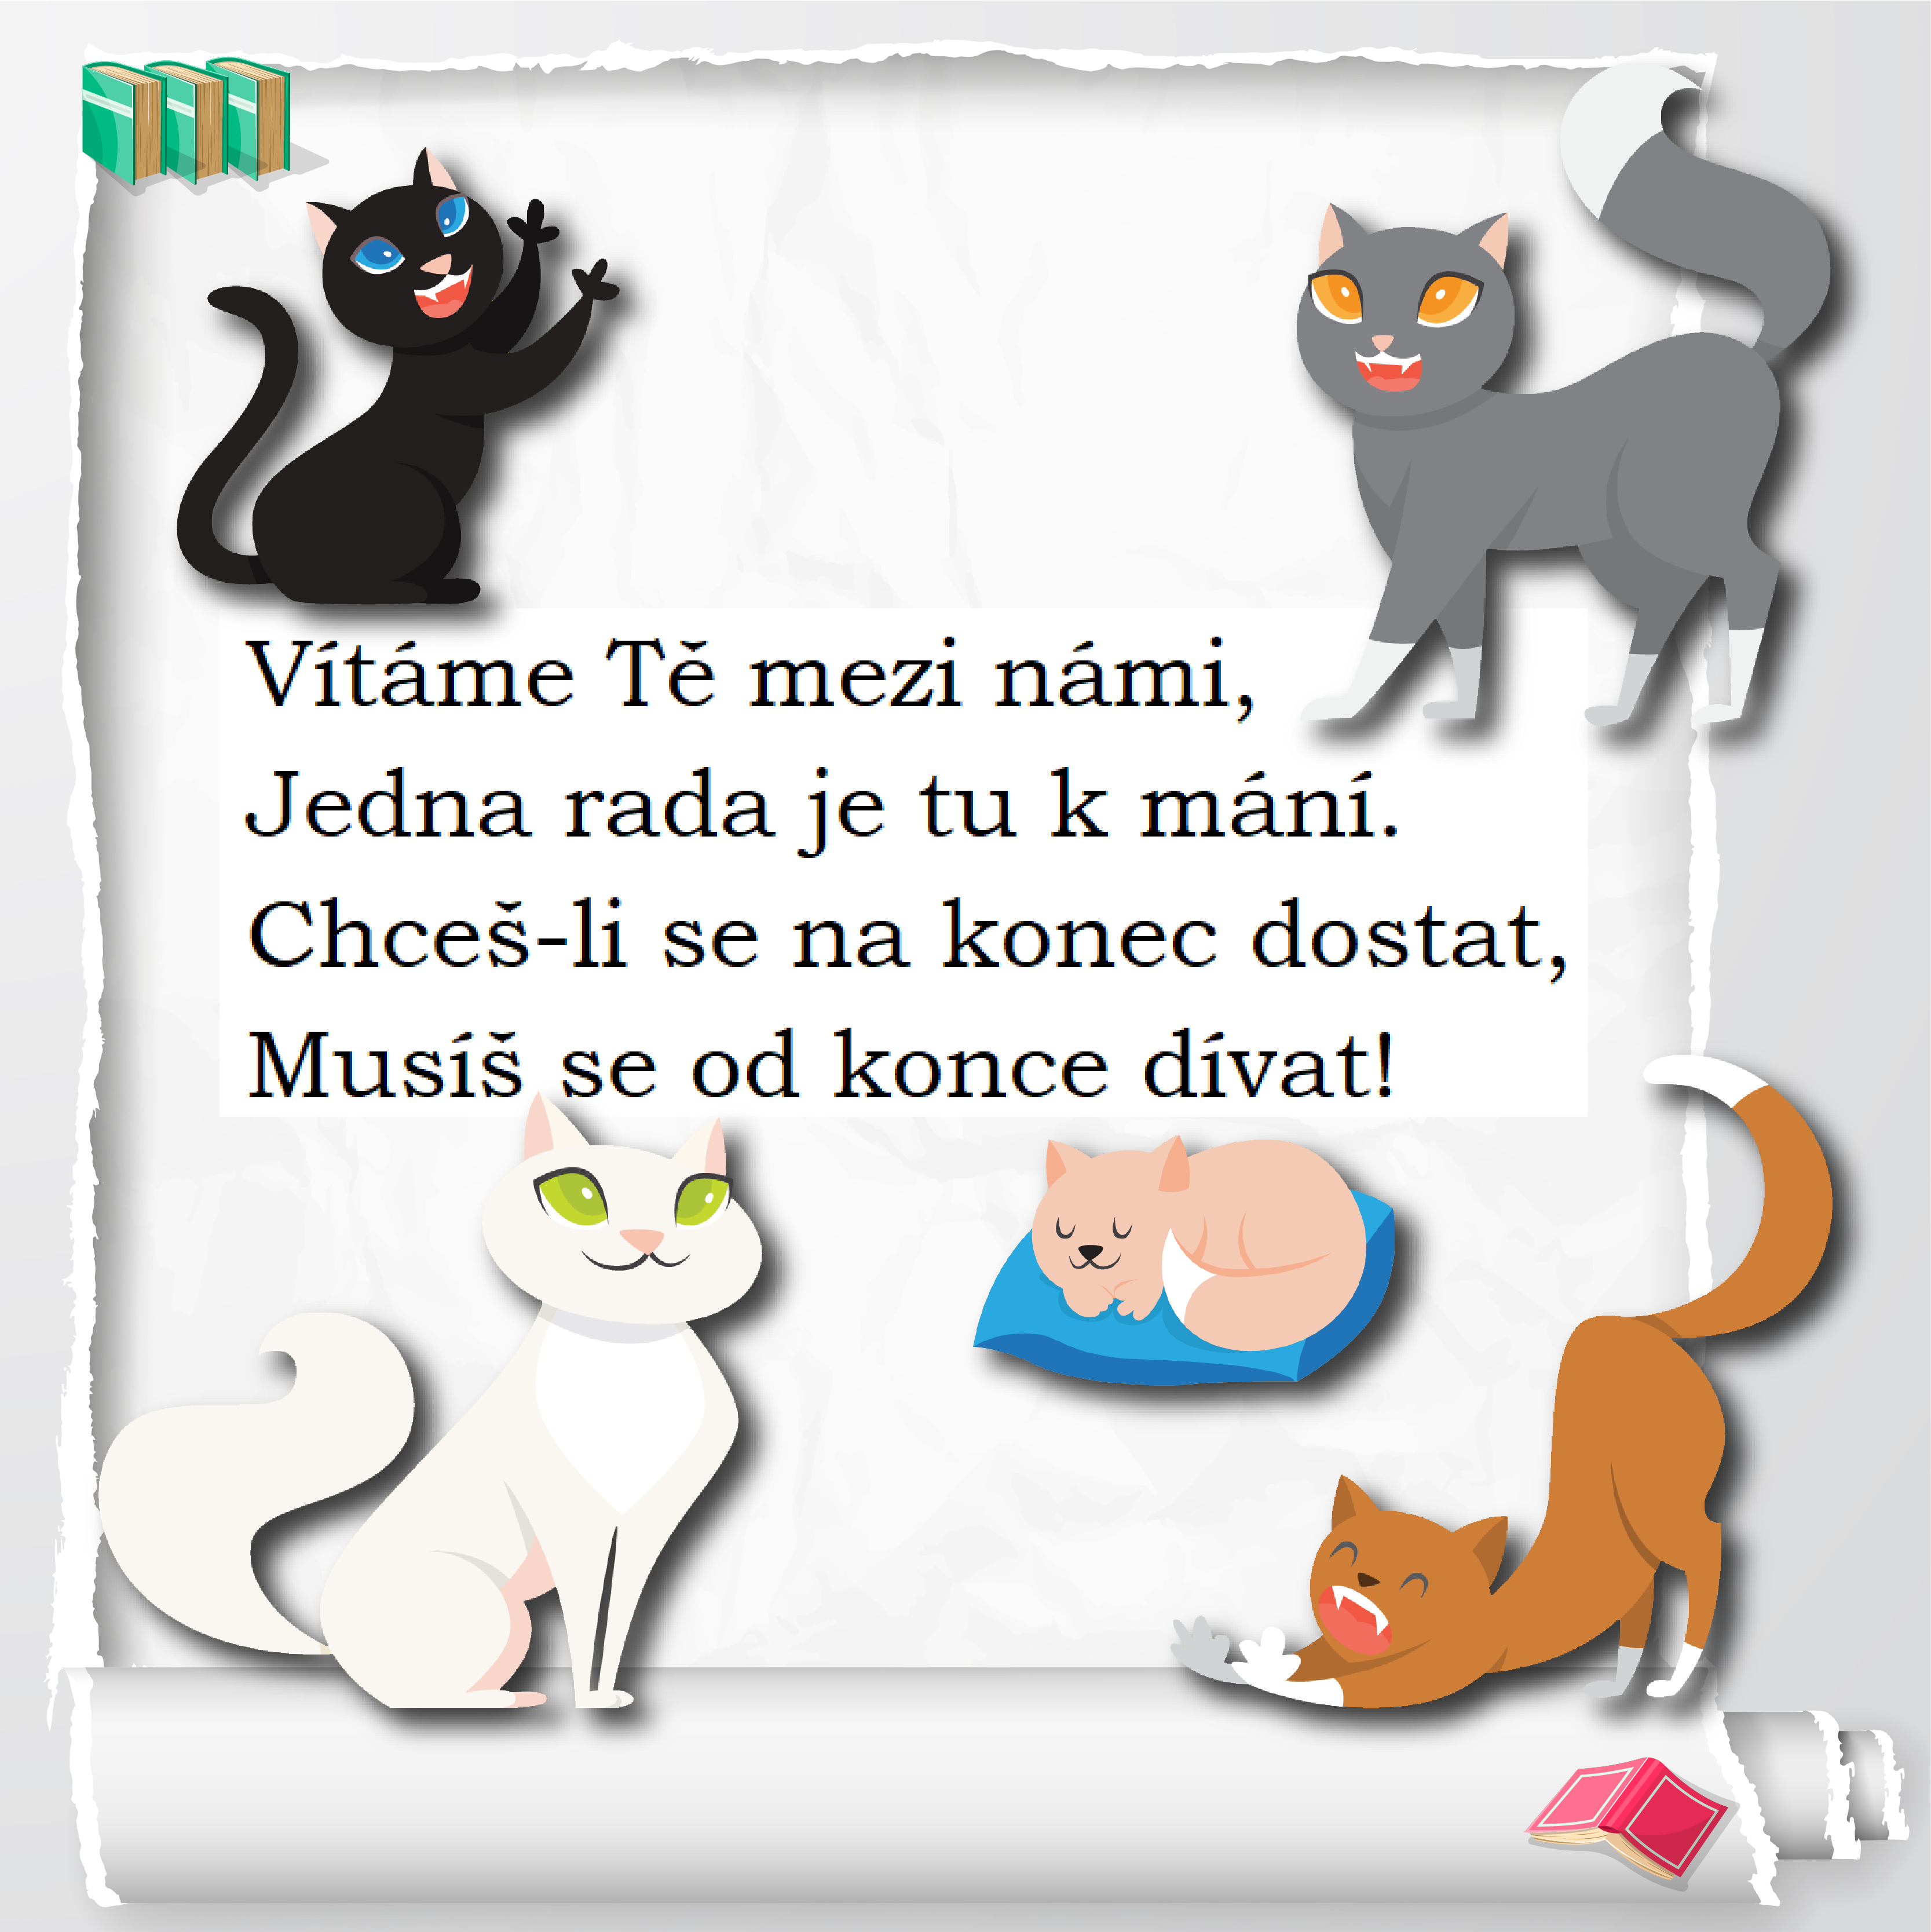 Vítáme Tě mezi námi,
Jedna rada je tu k mání.
Chceš-li se na konec dostat,
Musíš se od konce dívat!